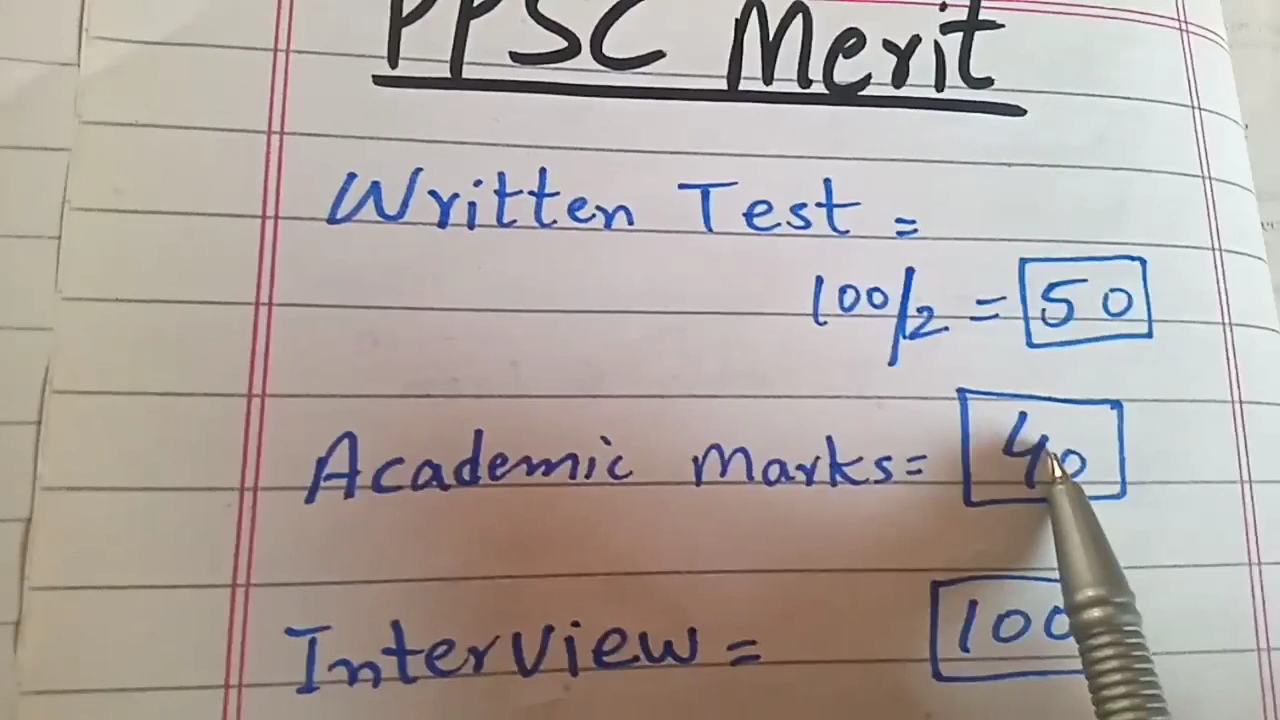 PPSC Merit
Written Test =
100/2 = 50
Academic Marks = 40
Interview = 100